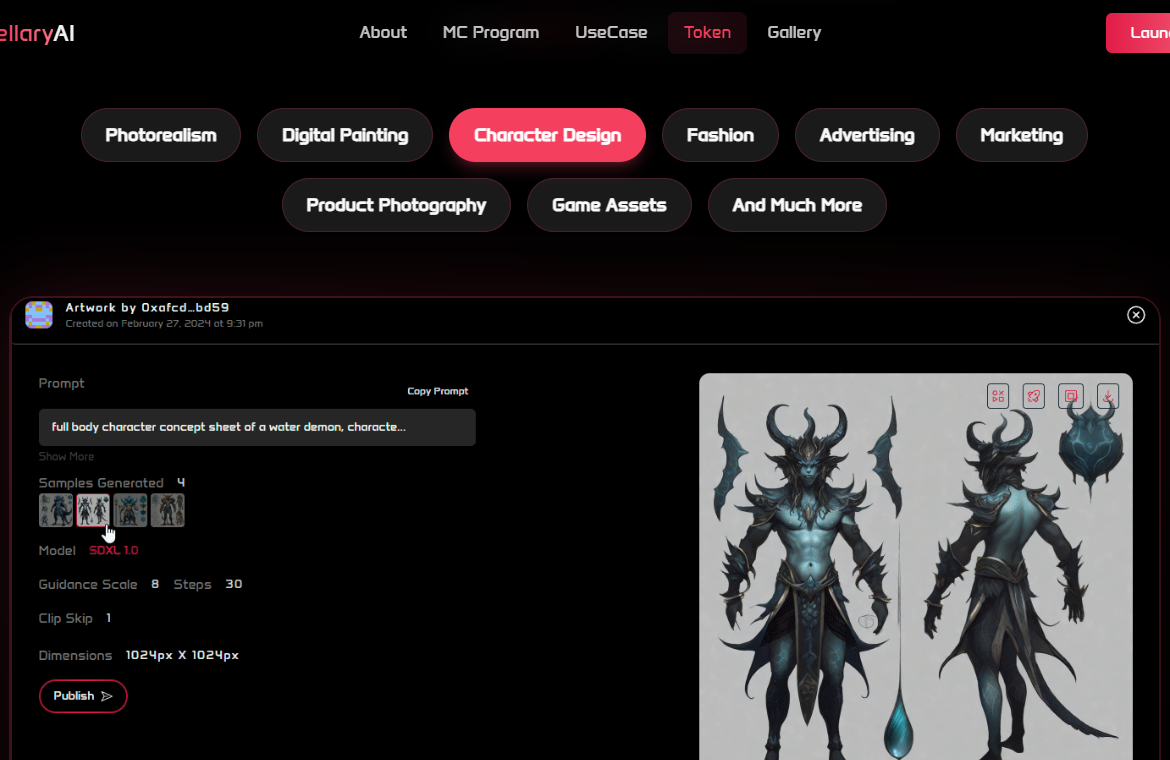 ellaryAI
About MC Program UseCase Token Gallery
Laun
Photorealism Digital Painting Character Design Fashion Advertising Marketing
Product Photography Game Assets And Much More
Artwork by 0xafcd...bd59
Created on February 27, 2024 at 9:31 pm
Prompt
Copy Prompt
full body character concept sheet of a water demon, characte...
Show More
Samples Generated 4
Model SDXL 1.0
Guidance Scale 8 Steps 30
Clip Skip 1
Dimensions 1024px X 1024px
Publish